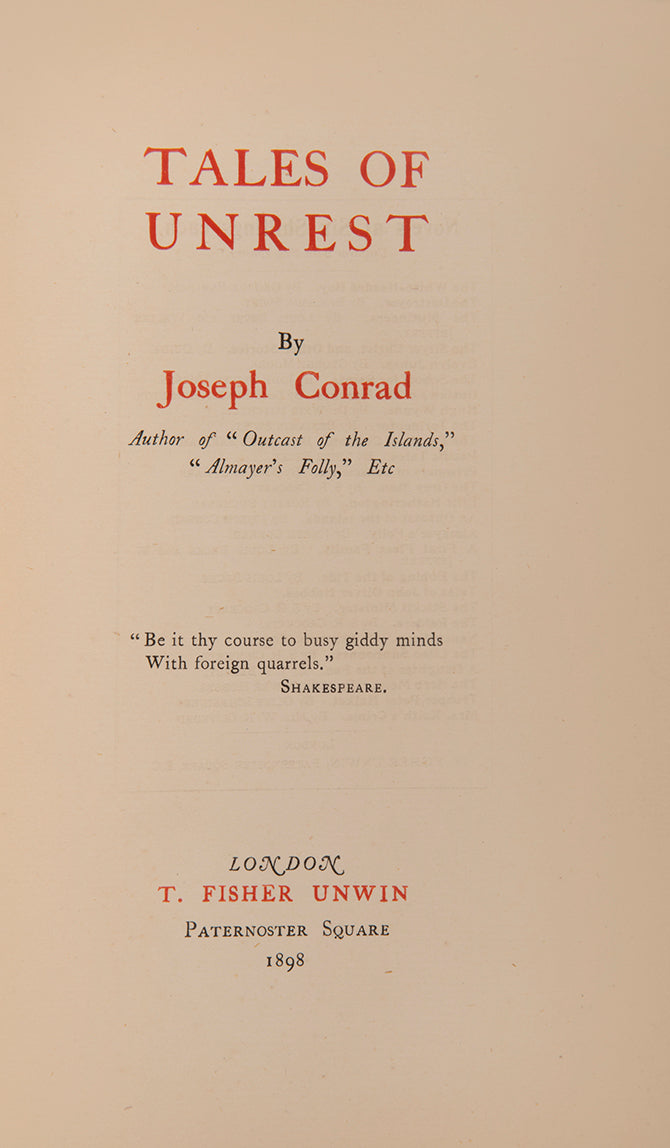 TALES OF
UNREST
By
Joseph Conrad
Author of “ Outcast of the Islands,”
“ Almayer’s Folly,” Etc
“ Be it thy course to busy giddy minds
With foreign quarrels.”
SHAKESPEARE.
LONDON
T. FISHER UNWIN
PATERNOSTER SQUARE
1898